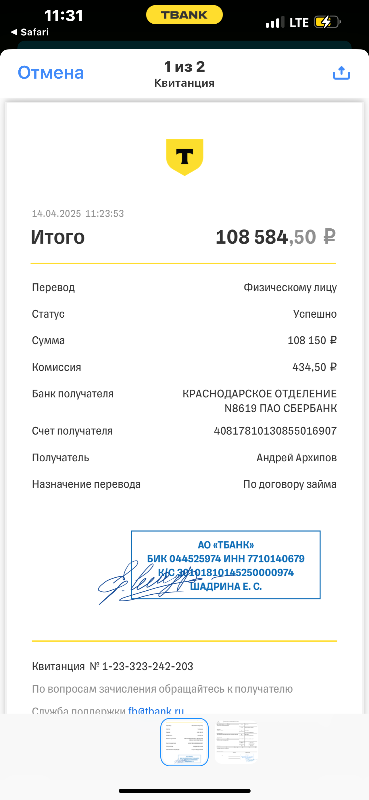 11:31
TBANK
LTE
Safari
Отмена
1 из 2
Квитанция
T
14.04.2025 11:23:53
Итого 108 584,50 ₽
Перевод Физическому лицу
Статус Успешно
Сумма 108 150 ₽
Комиссия 434,50 ₽
Банк получателя КРАСНОДАРСКОЕ ОТДЕЛЕНИЕ
N8619 ПАО СБЕРБАНК
Счет получателя 40817810130855016907
Получатель Андрей Архипов
Назначение перевода По договору займа
АО «ТБАНК»
БИК 044525974 ИНН 7710140679
К/С 30101810145250000974
ШАДРИНА Е. С.
Квитанция № 1-23-323-242-203
По вопросам зачисления обращайтесь к получателю
Служба поддержки fb@tbank.ru